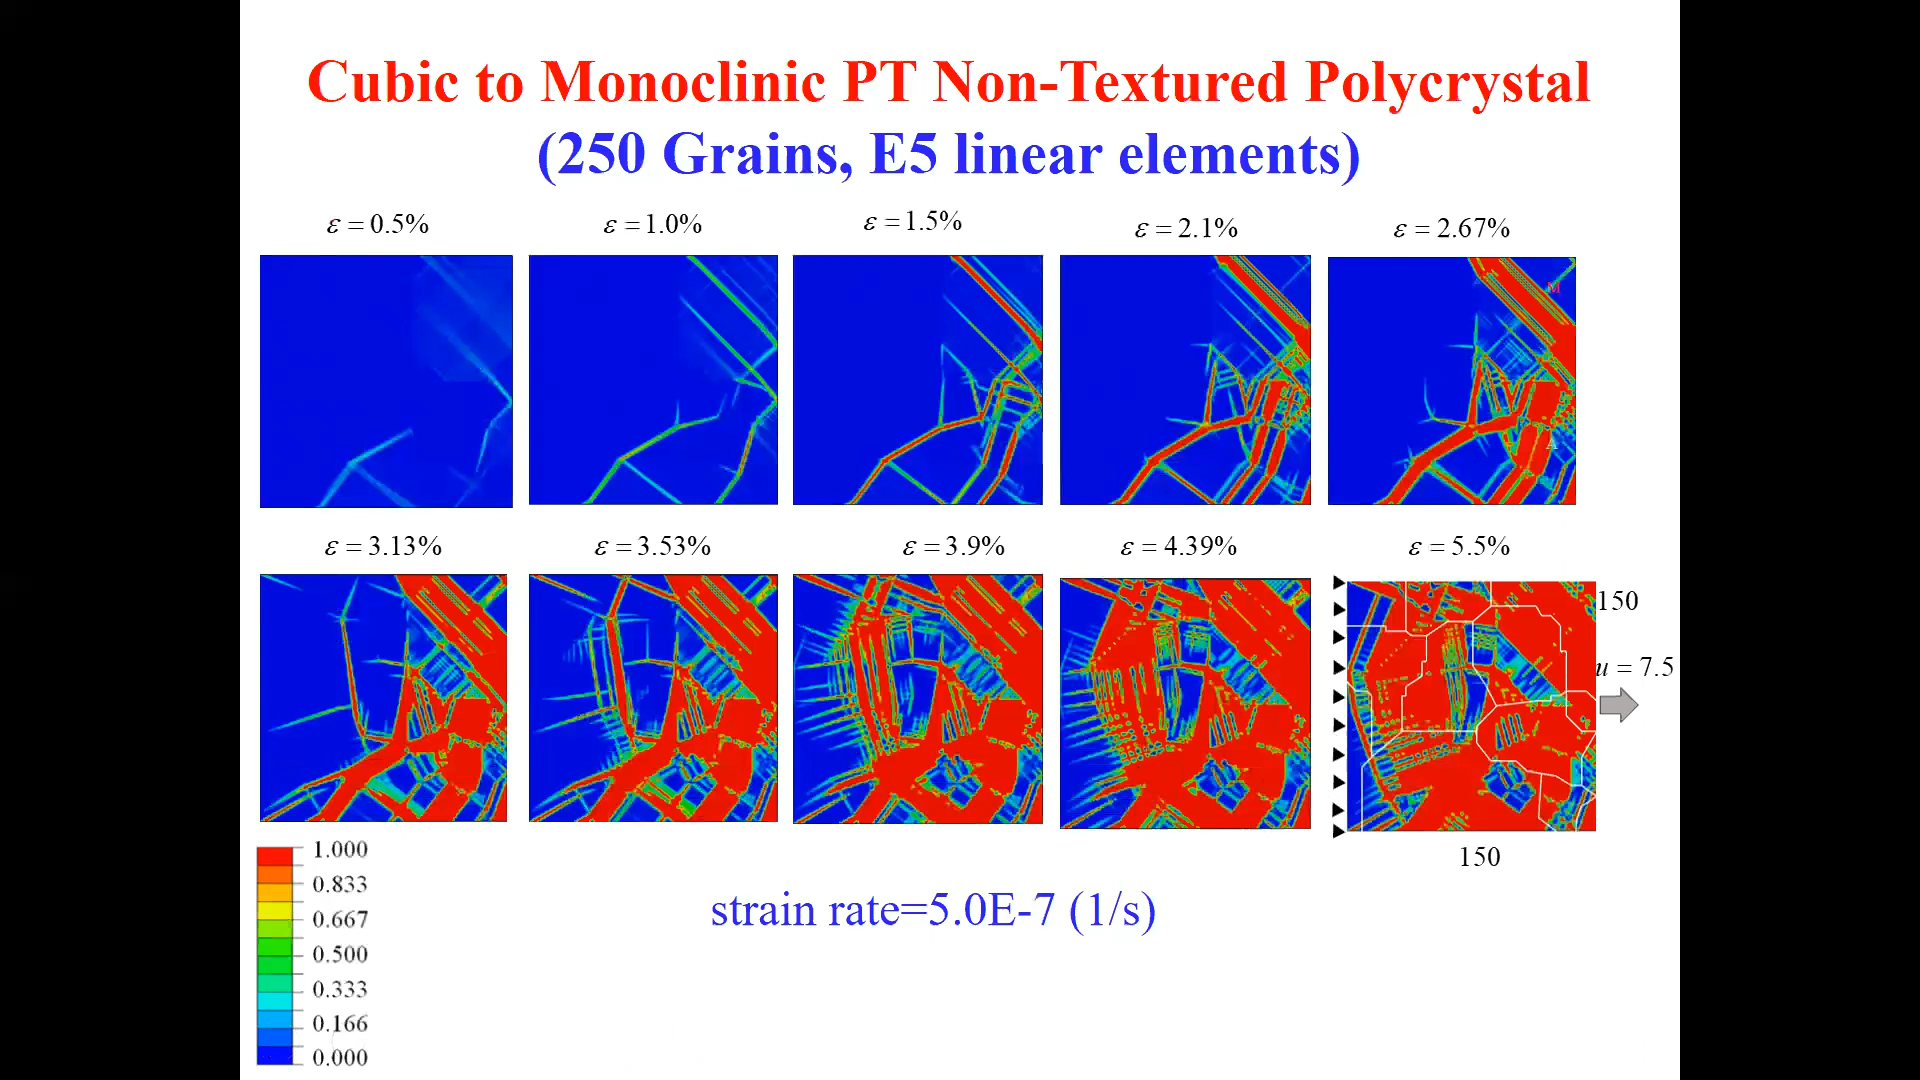 Cubic to Monoclinic PT Non-Textured Polycrystal
(250 Grains, E5 linear elements)
ε = 0.5%
ε = 1.0%
ε = 1.5%
ε = 2.1%
ε = 2.67%
M
A
ε = 3.13%
ε = 3.53%
ε = 3.9%
ε = 4.39%
ε = 5.5%
150
u = 7.5
150
1.000
0.833
0.667
0.500
0.333
0.166
0.000
strain rate=5.0E-7 (1/s)